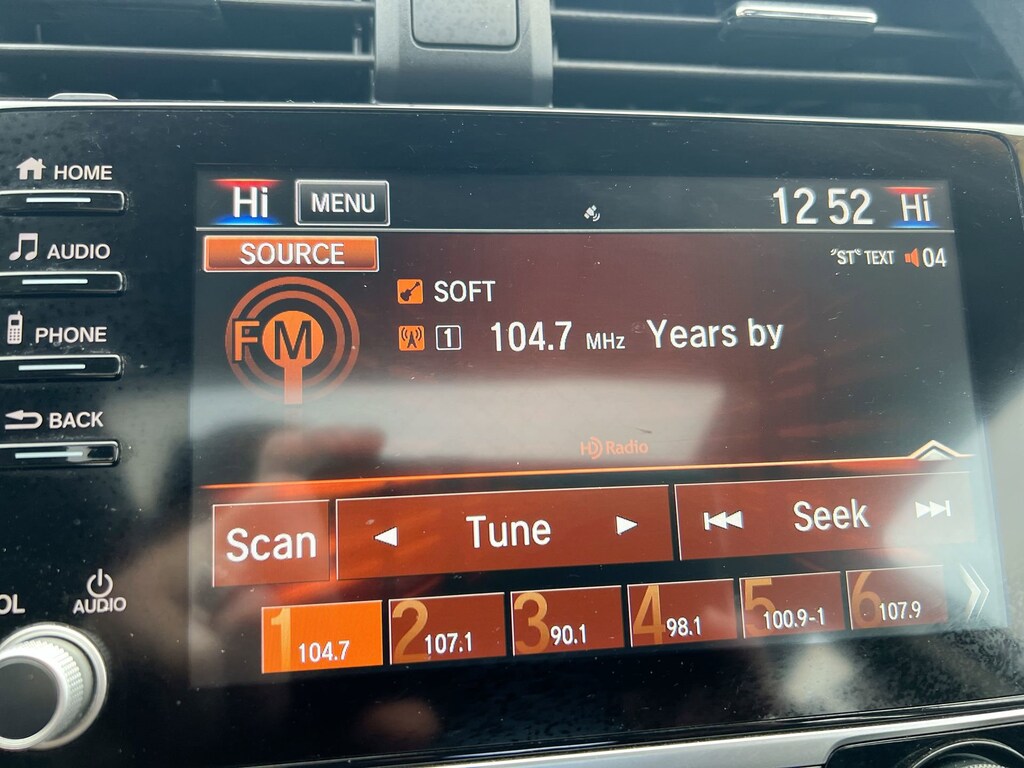 HOME
AUDIO
PHONE
BACK
OL
AUDIO
Hi MENU 12 52 Hi
SOURCE
"ST" TEXT 04
FM
SOFT
1 104.7 MHz Years by
HD Radio
Scan Tune Seek
1 104.7 2 107.1 3 90.1 4 98.1 5 100.9-1 6 107.9